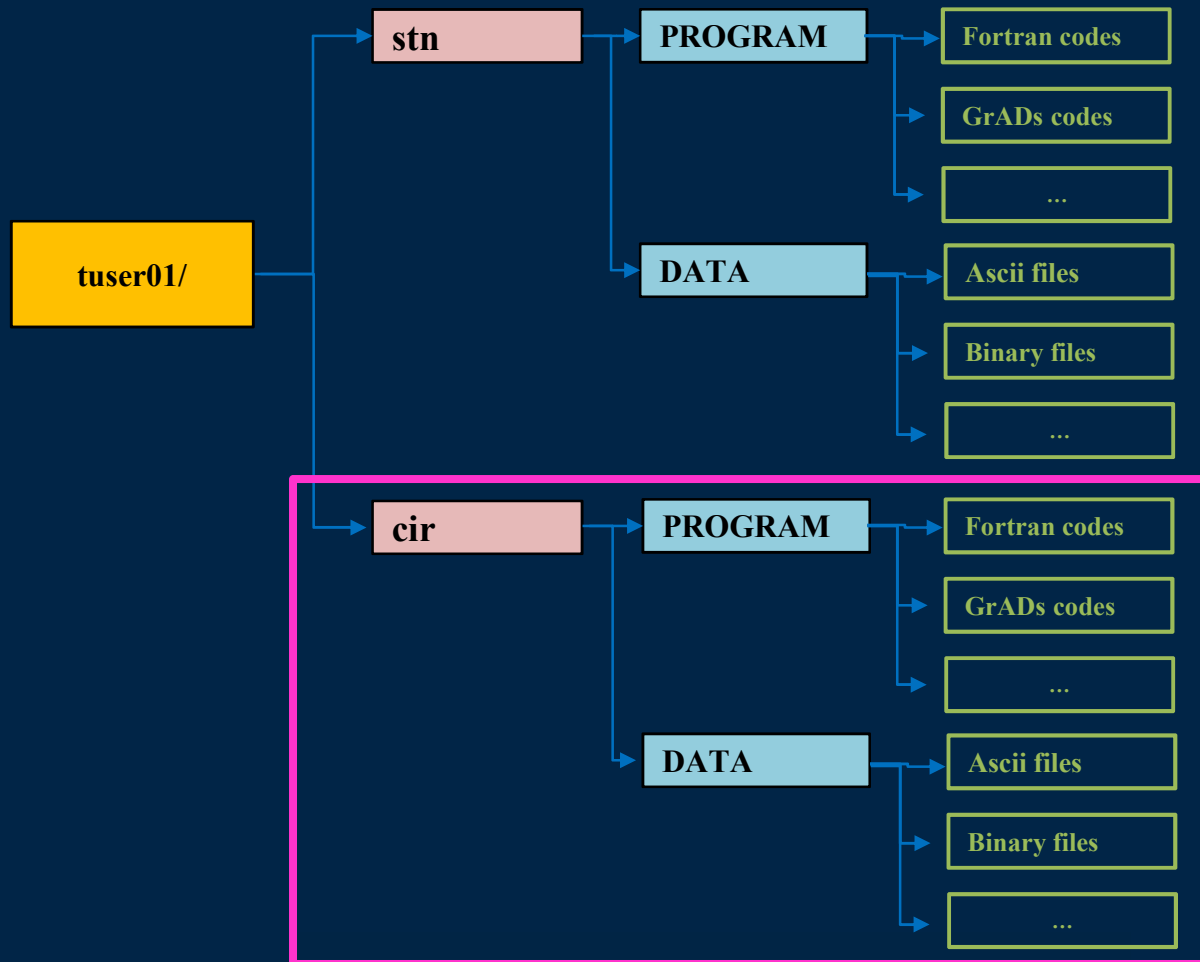 tuser01/
stn
PROGRAM
Fortran codes
GrADs codes
...
DATA
Ascii files
Binary files
...
cir
PROGRAM
Fortran codes
GrADs codes
...
DATA
Ascii files
Binary files
...